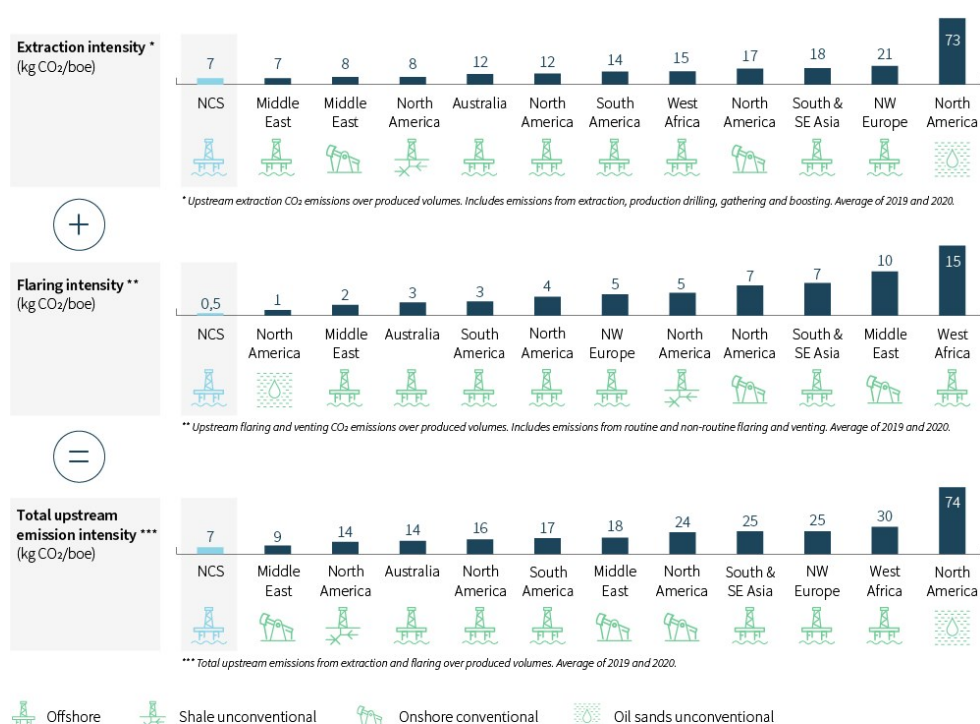 Extraction intensity *
(kg CO₂/boe)
7 7 8 8 12 12 14 15 17 18 21 73
NCS Middle East Middle East North America Australia North America South America West Africa North America South & SE Asia NW Europe North America
* Upstream extraction CO₂ emissions over produced volumes. Includes emissions from extraction, production drilling, gathering and boosting. Average of 2019 and 2020.
+
Flaring intensity **
(kg CO₂/boe)
0,5 1 2 3 3 4 5 5 7 7 10 15
NCS North America Middle East Australia South America North America NW Europe North America North America South & SE Asia Middle East West Africa
** Upstream flaring and venting CO₂ emissions over produced volumes. Includes emissions from routine and non-routine flaring and venting. Average of 2019 and 2020.
=
Total upstream
emission intensity ***
(kg CO₂/boe)
7 9 14 14 16 17 18 24 25 25 30 74
NCS Middle East North America Australia North America South America Middle East North America South & SE Asia NW Europe West Africa North America
*** Total upstream emissions from extraction and flaring over produced volumes. Average of 2019 and 2020.
Offshore Shale unconventional Onshore conventional Oil sands unconventional